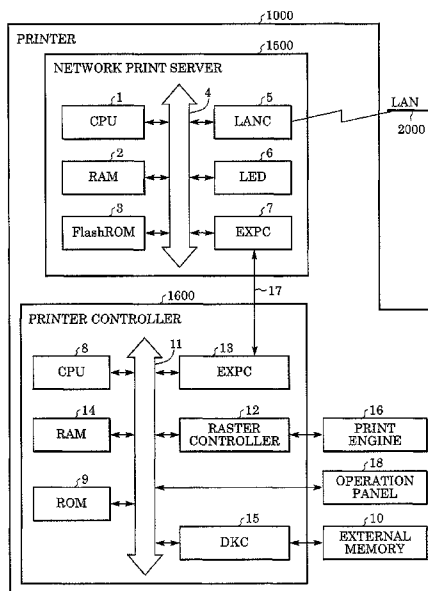 1000
PRINTER
1500
NETWORK PRINT SERVER
1
4
5
CPU
LANC
LAN
2000
2
6
RAM
LED
3
7
FlashROM
EXPC
17
1600
PRINTER CONTROLLER
8
11
13
CPU
EXPC
14
12
16
RAM
RASTER
CONTROLLER
PRINT
ENGINE
18
9
OPERATION
PANEL
ROM
15
10
DKC
EXTERNAL
MEMORY